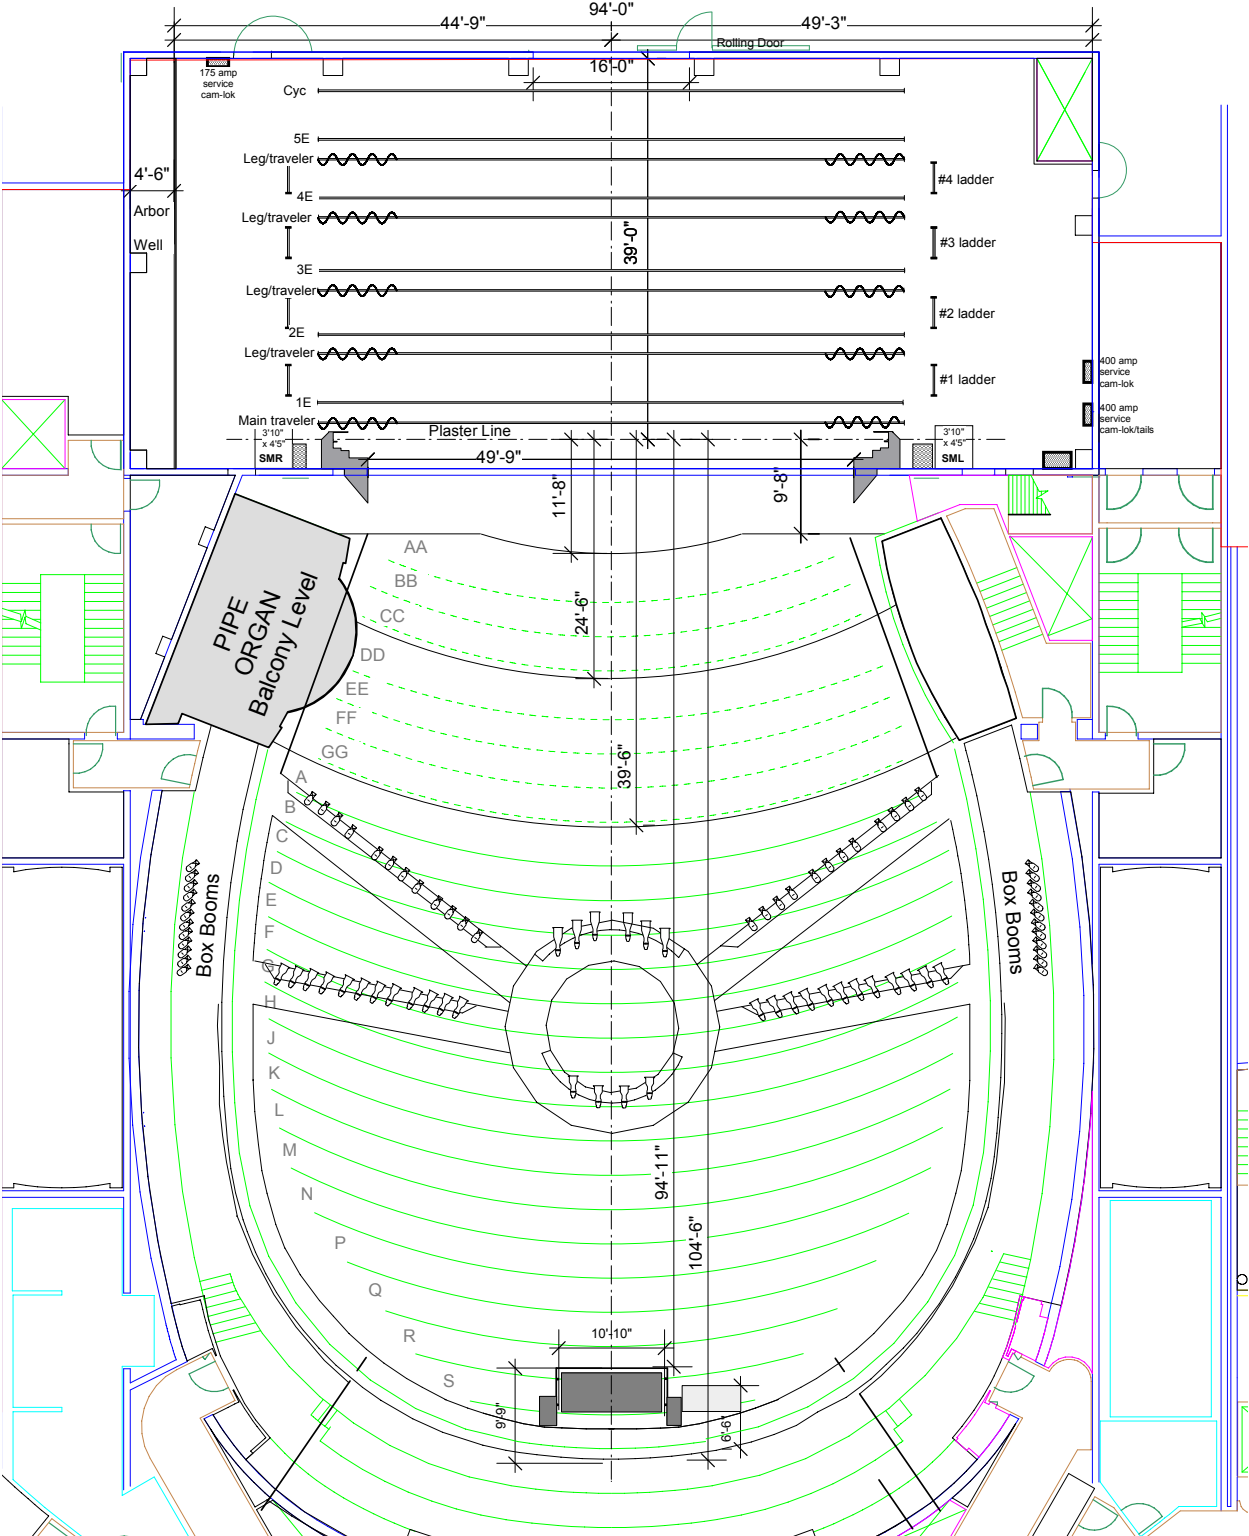 94'-0"
44'-9"
49'-3"
Rolling Door
16'-0"
175 amp
service
cam-lok
Cyc
5E
Leg/traveler
4'-6"
#4 ladder
4E
Arbor
Well
Leg/traveler
39'-0"
#3 ladder
3E
Leg/traveler
#2 ladder
2E
Leg/traveler
400 amp
service
cam-lok
#1 ladder
1E
400 amp
service
cam-lok/tails
Main traveler
Plaster Line
3'10"
x 4'5"
SMR
3'10"
x 4'5"
SML
49'-9"
11'-8"
9'-8"
AA
BB
CC
24'-6"
PIPE
ORGAN
Balcony Level
DD
EE
FF
GG
39'-6"
A
B
C
D
E
F
G
H
Box Booms
Box Booms
J
K
L
M
N
94'-11"
P
104'-6"
Q
R
10'-10"
S
9'-9"
6'-6"